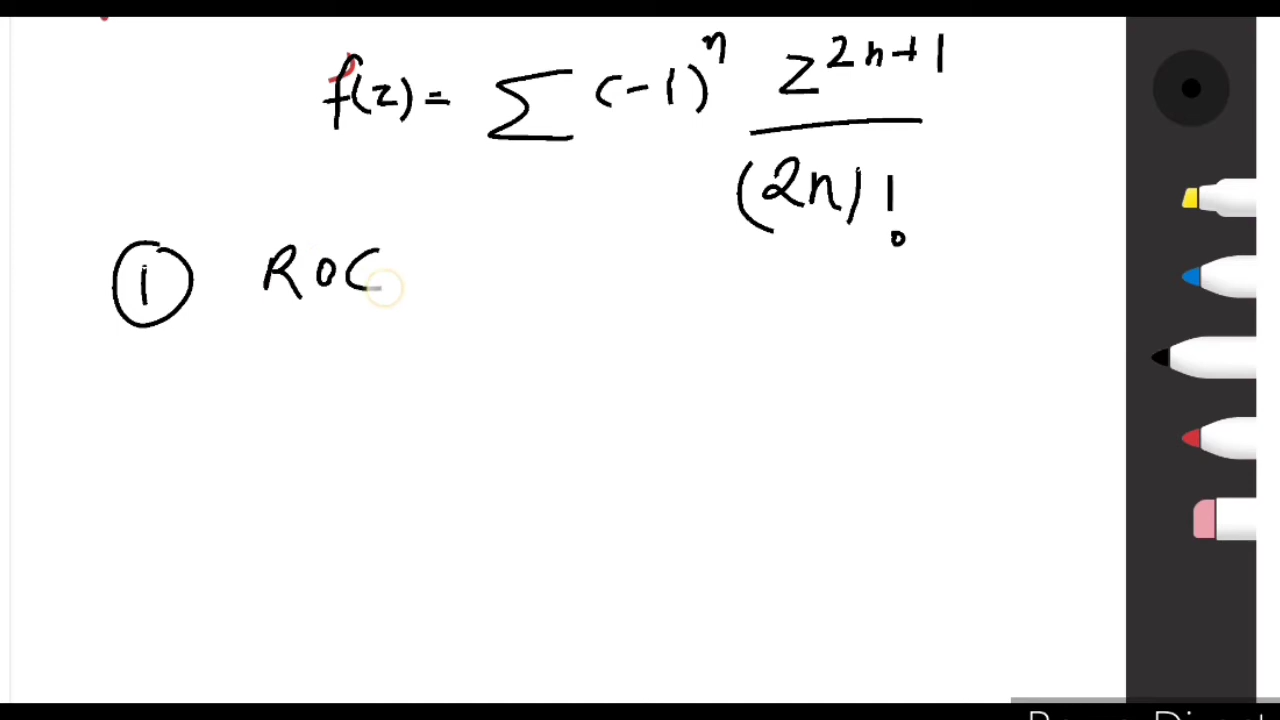 f(z) = ∑ (-1)^n z^{2n+1} / (2n)!
① ROC